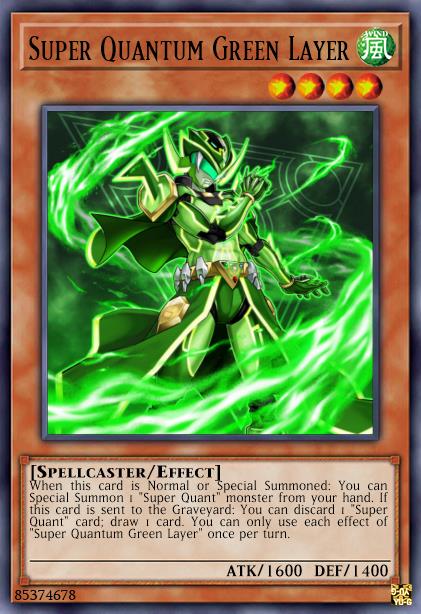 SUPER QUANTUM GREEN LAYER
WIND
風
[SPELLCASTER/EFFECT]
When this card is Normal or Special Summoned: You can
Special Summon 1 "Super Quant" monster from your hand. If
this card is sent to the Graveyard: You can discard 1 "Super
Quant" card; draw 1 card. You can only use each effect of
"Super Quantum Green Layer" once per turn.
ATK/1600 DEF/1400
85374678